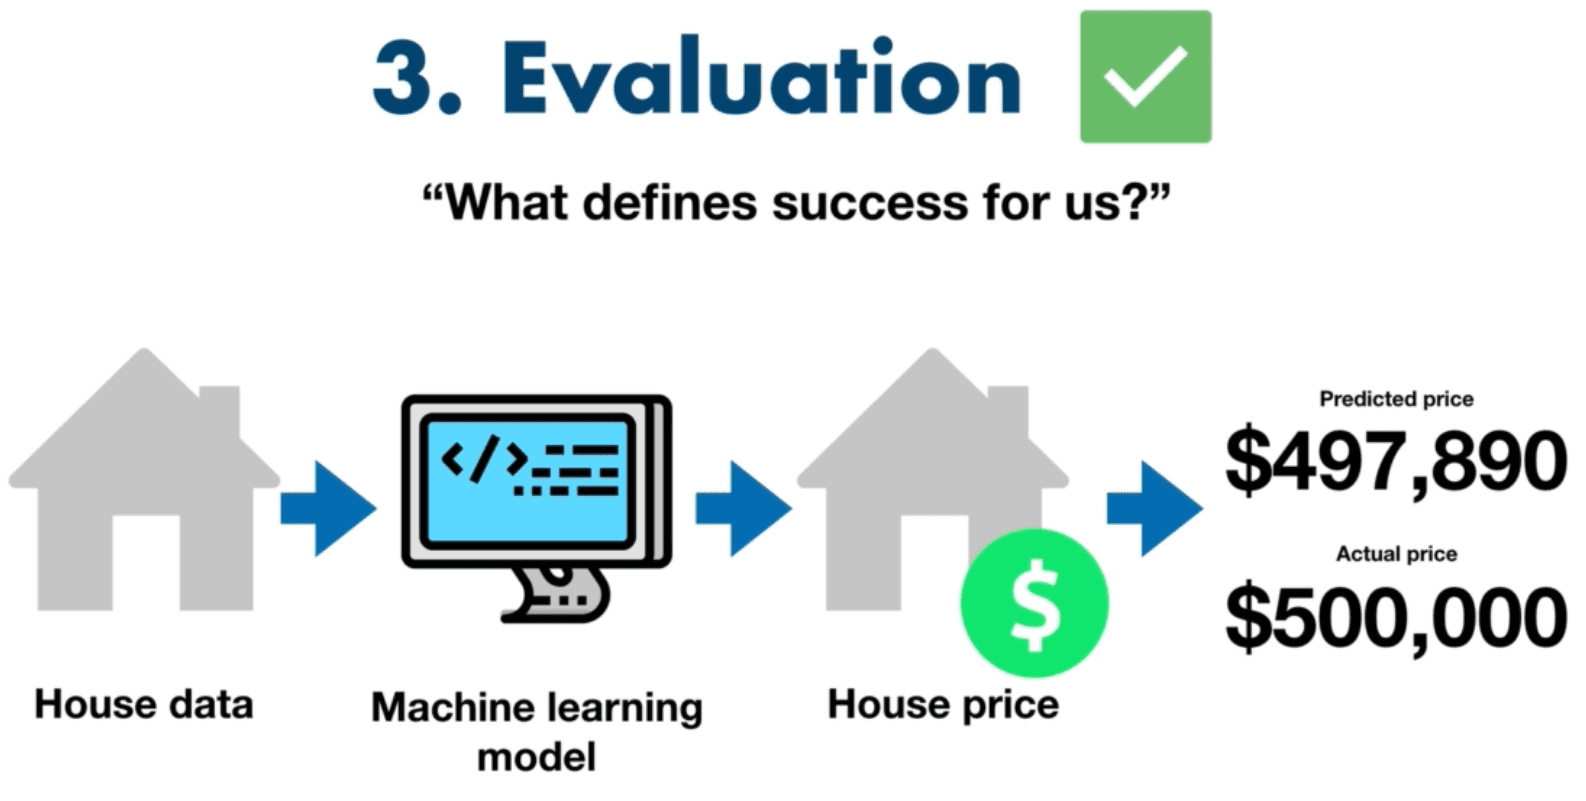 3. Evaluation
“What defines success for us?”
Predicted price
$497,890
Actual price
$500,000
</>
$
House data
Machine learning
model
House price